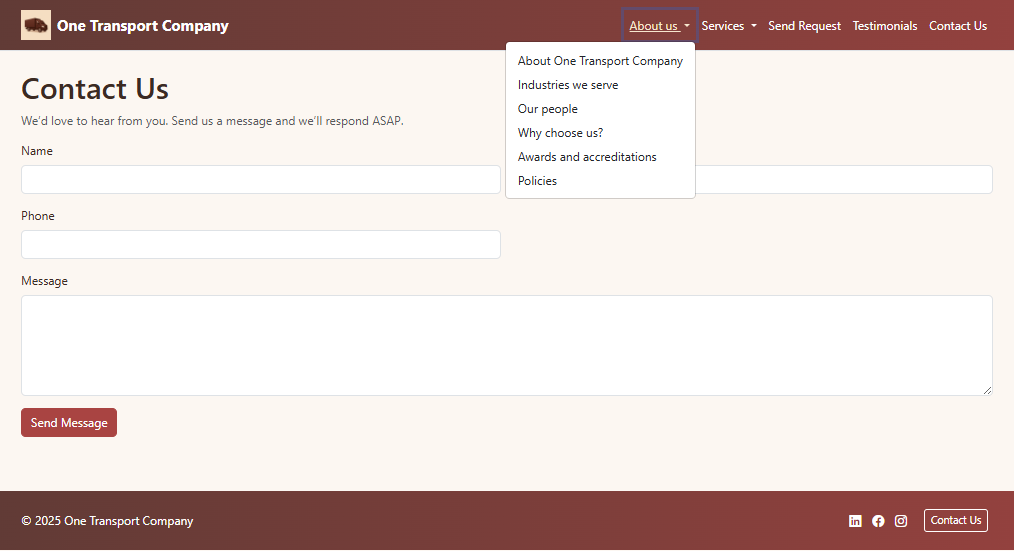 One Transport Company
About us
Services
Send Request
Testimonials
Contact Us
About One Transport Company
Industries we serve
Our people
Why choose us?
Awards and accreditations
Policies
Contact Us
We'd love to hear from you. Send us a message and we'll respond ASAP.
Name
Phone
Message
Send Message
© 2025 One Transport Company
Contact Us